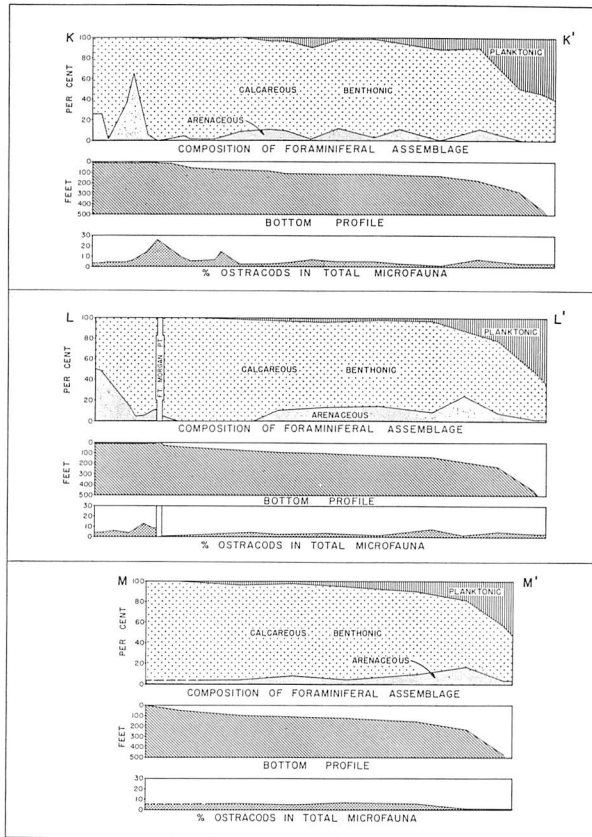 K K'
PLANKTONIC
PER CENT
100
80
60
40
20
0
CALCAREOUS BENTHONIC
ARENACEOUS
COMPOSITION OF FORAMINIFERAL ASSEMBLAGE
FEET
0
100
200
300
400
500
BOTTOM PROFILE
30
20
10
0
% OSTRACODS IN TOTAL MICROFAUNA
L L'
PLANKTONIC
PER CENT
100
80
60
40
20
0
FT. MORGAN PT.
CALCAREOUS BENTHONIC
ARENACEOUS
COMPOSITION OF FORAMINIFERAL ASSEMBLAGE
FEET
0
100
200
300
400
500
BOTTOM PROFILE
30
20
10
0
% OSTRACODS IN TOTAL MICROFAUNA
M M'
PLANKTONIC
PER CENT
100
80
60
40
20
0
CALCAREOUS BENTHONIC
ARENACEOUS
COMPOSITION OF FORAMINIFERAL ASSEMBLAGE
FEET
0
100
200
300
400
500
BOTTOM PROFILE
30
20
10
0
% OSTRACODS IN TOTAL MICROFAUNA